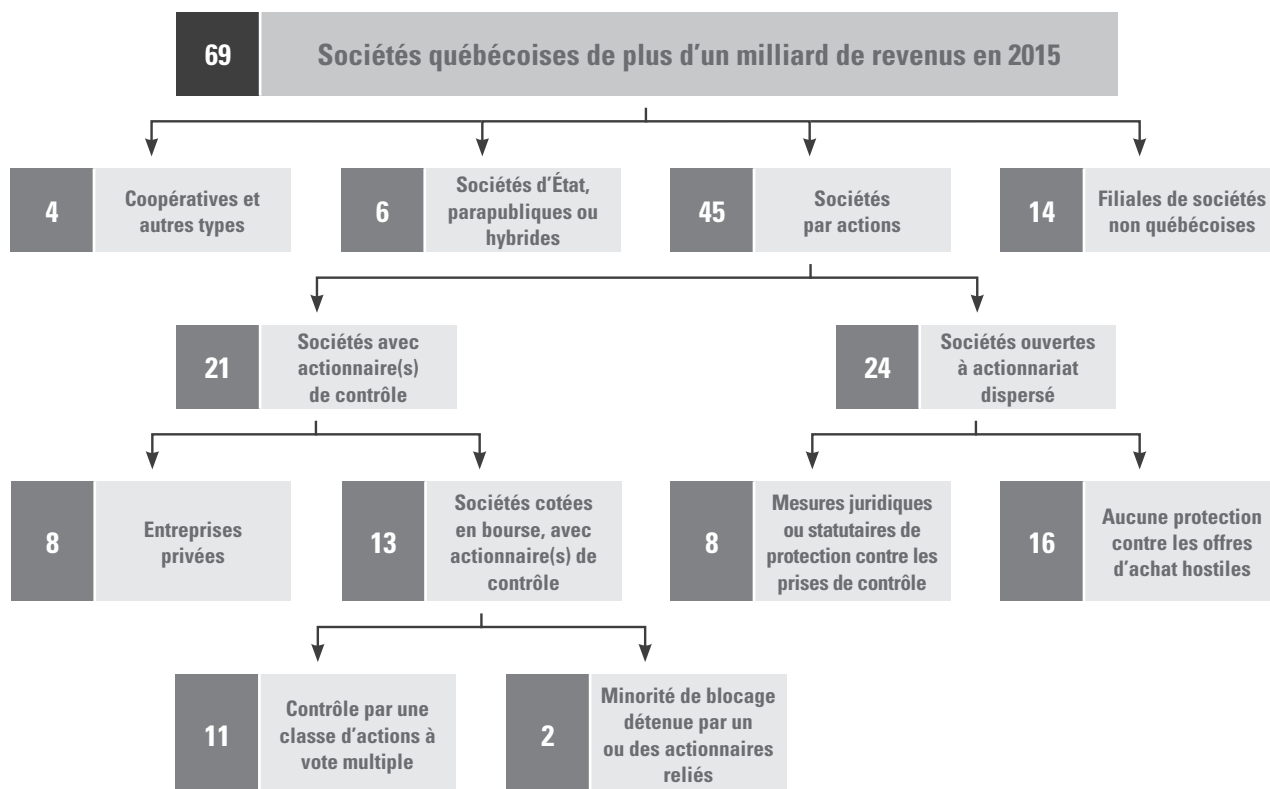 69
Sociétés québécoises de plus d'un milliard de revenus en 2015
4
Coopératives et
autres types
6
Sociétés d'État,
parapubliques ou
hybrides
45
Sociétés
par actions
14
Filiales de sociétés
non québécoises
21
Sociétés avec
actionnaire(s)
de contrôle
24
Sociétés ouvertes
à actionnariat
dispersé
8
Entreprises
privées
13
Sociétés cotées
en bourse, avec
actionnaire(s) de
contrôle
8
Mesures juridiques
ou statutaires de
protection contre les
prises de contrôle
16
Aucune protection
contre les offres
d'achat hostiles
11
Contrôle par une
classe d'actions à
vote multiple
2
Minorité de blocage
détenue par un
ou des actionnaires
reliés